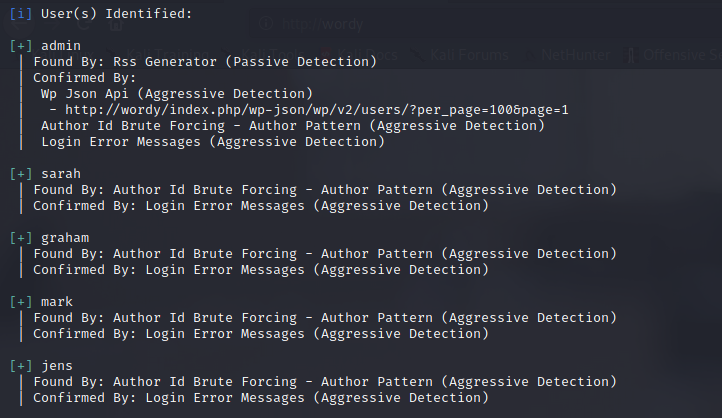 [i] User(s) Identified:
[+] admin
| Found By: Rss Generator (Passive Detection)
| Confirmed By:
|  Wp Json Api (Aggressive Detection)
|   - http://wordy/index.php/wp-json/wp/v2/users/?per_page=100&page=1
|  Author Id Brute Forcing - Author Pattern (Aggressive Detection)
|  Login Error Messages (Aggressive Detection)
[+] sarah
| Found By: Author Id Brute Forcing - Author Pattern (Aggressive Detection)
| Confirmed By: Login Error Messages (Aggressive Detection)
[+] graham
| Found By: Author Id Brute Forcing - Author Pattern (Aggressive Detection)
| Confirmed By: Login Error Messages (Aggressive Detection)
[+] mark
| Found By: Author Id Brute Forcing - Author Pattern (Aggressive Detection)
| Confirmed By: Login Error Messages (Aggressive Detection)
[+] jens
| Found By: Author Id Brute Forcing - Author Pattern (Aggressive Detection)
| Confirmed By: Login Error Messages (Aggressive Detection)